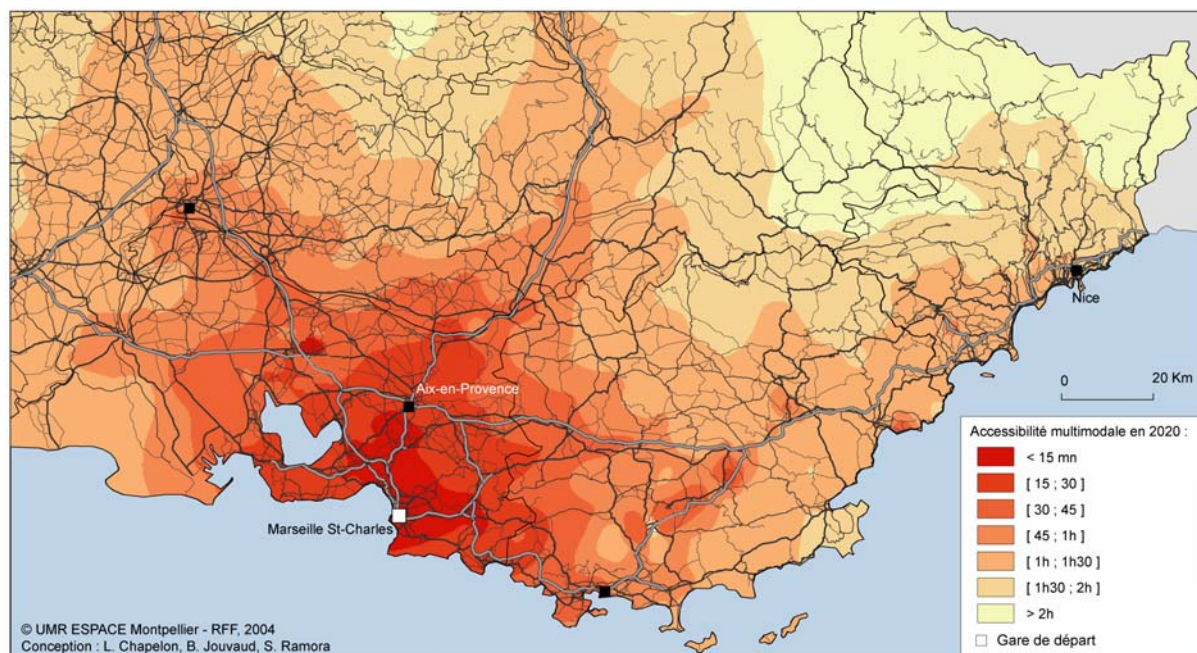 Nice
Aix-en-Provence
0 20 Km
Marseille St-Charles
Accessibilité multimodale en 2020 :
< 15 mn
[ 15 ; 30 ]
[ 30 ; 45 ]
[ 45 ; 1h ]
[ 1h ; 1h30 ]
[ 1h30 ; 2h ]
> 2h
Gare de départ
© UMR ESPACE Montpellier - RFF, 2004
Conception : L. Chapelon, B. Jouvaud, S. Ramora